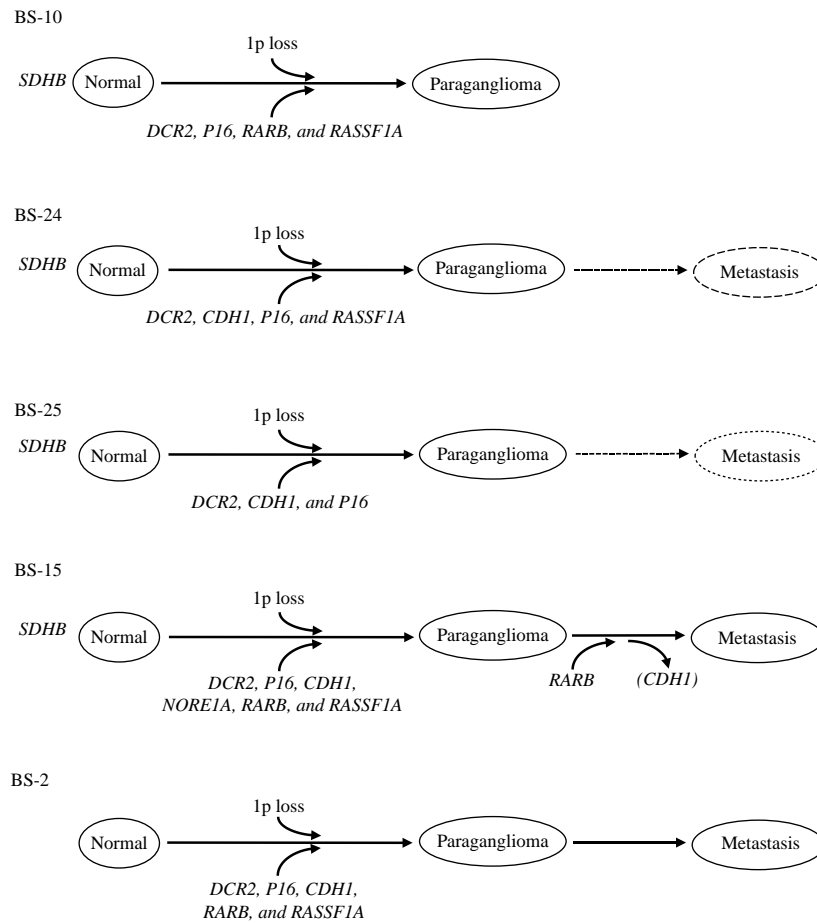 BS-10
1p loss
SDHB Normal Paraganglioma
DCR2, P16, RARB, and RASSF1A
BS-24
1p loss
SDHB Normal Paraganglioma Metastasis
DCR2, CDH1, P16, and RASSF1A
BS-25
1p loss
SDHB Normal Paraganglioma Metastasis
DCR2, CDH1, and P16
BS-15
1p loss
SDHB Normal Paraganglioma Metastasis
DCR2, P16, CDH1,
NORE1A, RARB, and RASSF1A
RARB (CDH1)
BS-2
1p loss
Normal Paraganglioma Metastasis
DCR2, P16, CDH1,
RARB, and RASSF1A